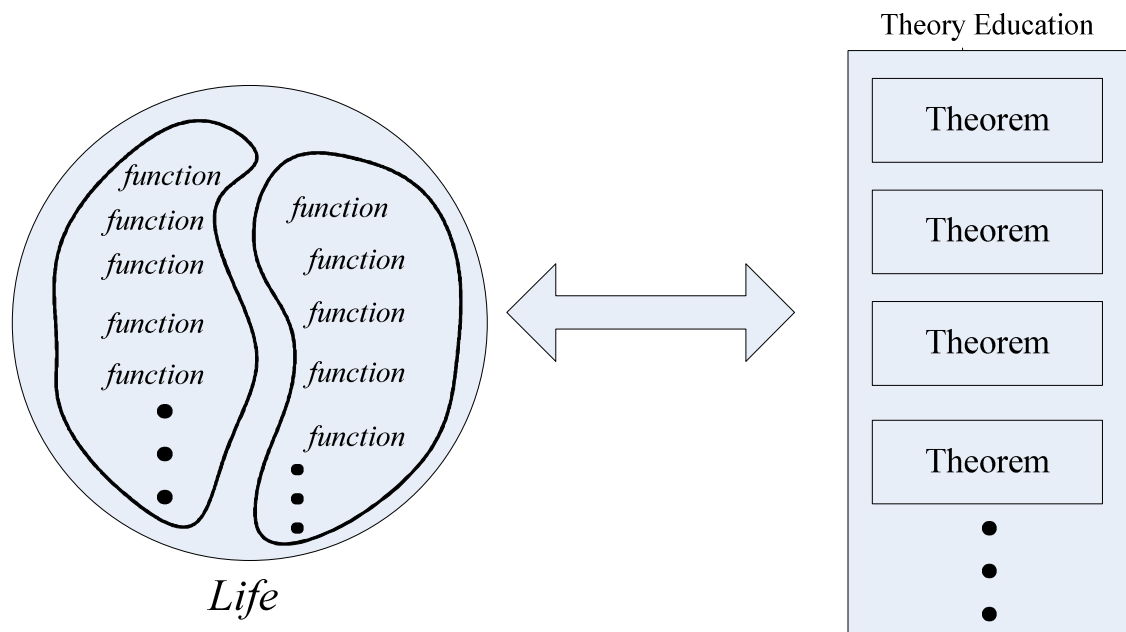 Theory Education
Theorem
Theorem
Theorem
Theorem
function
function
function
function
function
function
function
function
function
function
Life